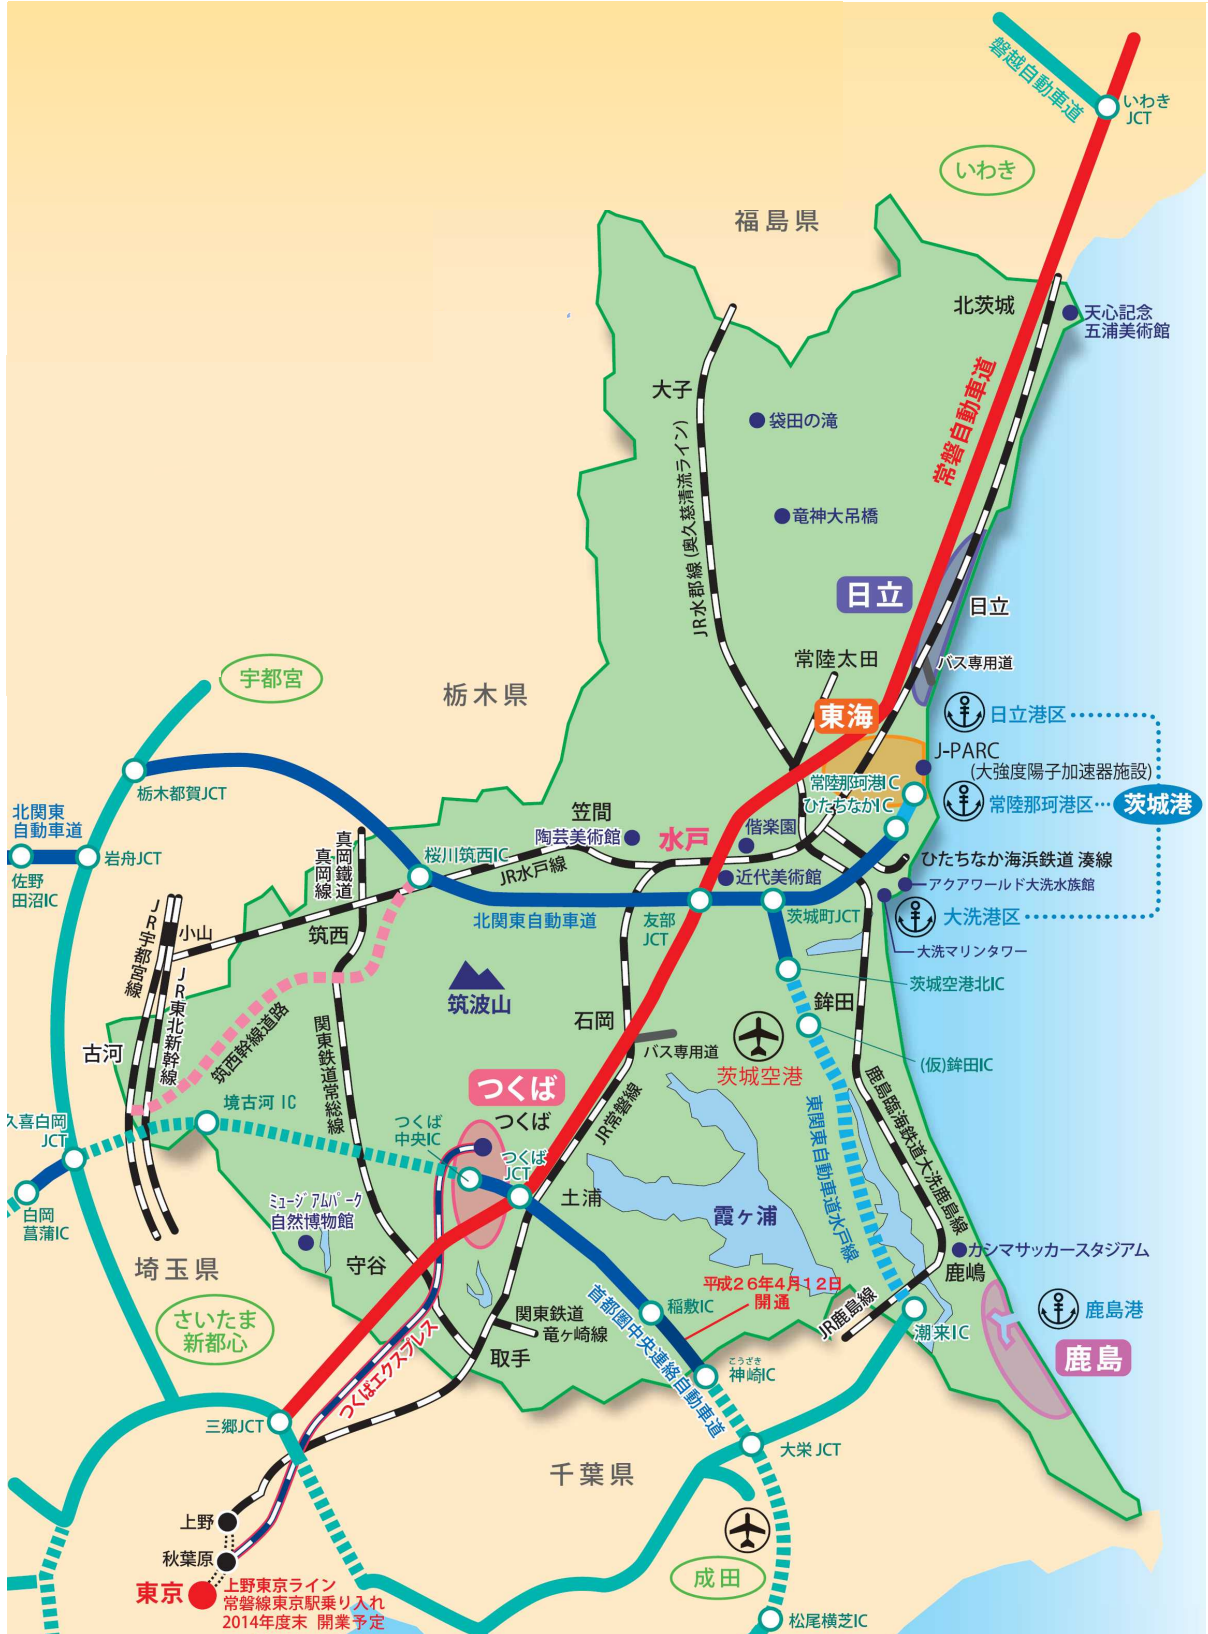 磐越自動車道
いわき
JCT
いわき
福島県
北茨城
天心記念
五浦美術館
常磐自動車道
大子
袋田の滝
JR水郡線(奥久慈清流ライン)
竜神大吊橋
日立
日立
バス専用道
常陸太田
宇都宮
栃木県
東海
日立港区
J-PARC
(大強度陽子加速器施設)
常陸那珂港IC
ひたちなかIC
常陸那珂港区
茨城港
栃木都賀JCT
北関東
自動車道
岩舟JCT
佐野
田沼IC
真岡鐵道
真岡線
笠間
陶芸美術館
水戸
偕楽園
桜川筑西IC
JR水戸線
近代美術館
ひたちなか海浜鉄道 湊線
アクアワールド大洗水族館
大洗港区
大洗マリンタワー
北関東自動車道
友部
JCT
茨城町JCT
JR宇都宮線
小山
JR東北新幹線
筑西
筑波山
茨城空港北IC
石岡
鉾田
バス専用道
茨城空港
(仮)鉾田IC
古河
筑西幹線道路
関東鉄道常総線
境古河 IC
久喜白岡
JCT
つくば
つくば
つくば
中央IC
つくば
JCT
JR常磐線
東関東自動車道水戸線
鹿島臨海鉄道大洗鹿島線
白岡
菖蒲IC
ミュージアムパーク
自然博物館
土浦
霞ヶ浦
カシマサッカースタジアム
鹿嶋
埼玉県
守谷
平成26年4月12日
開通
稲敷IC
首都圏中央連絡自動車道
さいたま
新都心
関東鉄道
竜ヶ崎線
取手
つくばエクスプレス
JR鹿島線
潮来IC
鹿島港
鹿島
こうざき
神崎IC
三郷JCT
大栄 JCT
千葉県
上野
秋葉原
東京
上野東京ライン
常磐線東京駅乗り入れ
2014年度末 開業予定
成田
松尾横芝IC